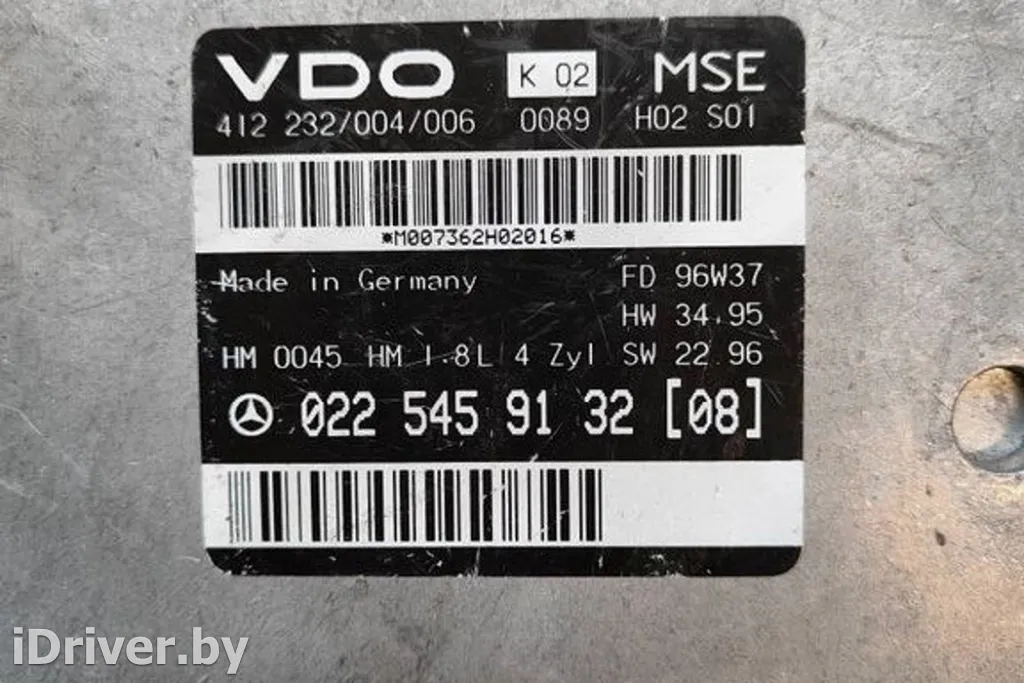 VDO K 02 MSE
412 232/004/006 0089 H02 S01
*M007362H02016*
Made in Germany FD 96W37
HW 34.95
HM 0045 HM 1.8L 4 Zyl SW 22.96
022 545 91 32 [08]
iDriver.by